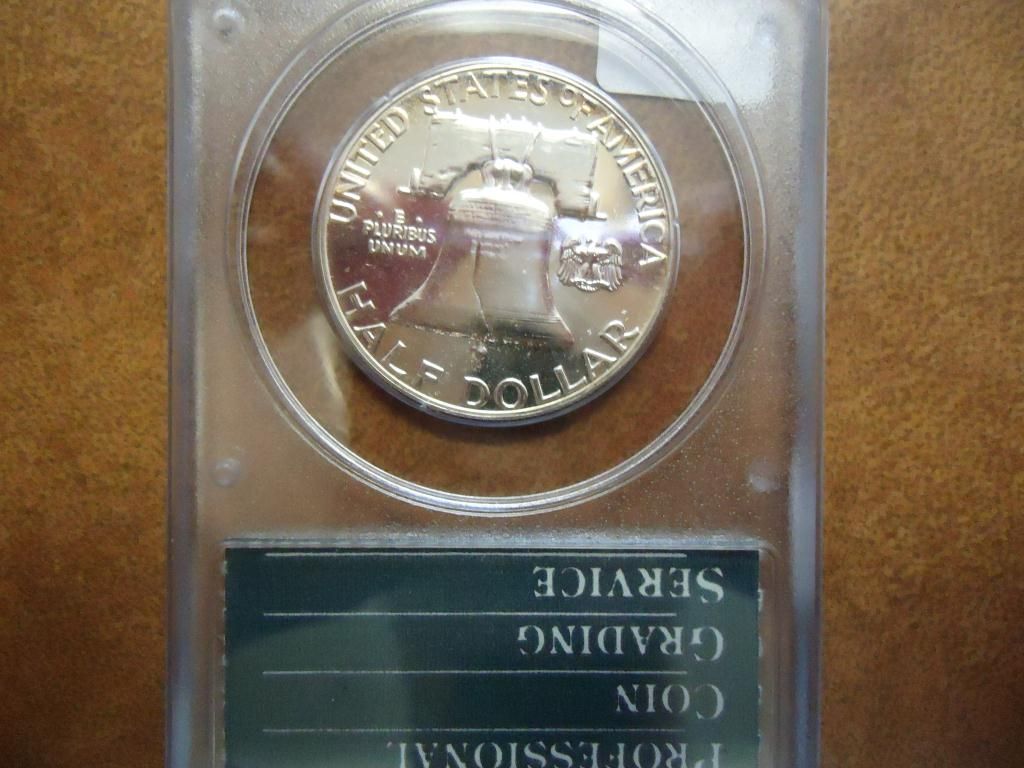 UNITED STATES OF AMERICA
E
PLURIBUS
UNUM
HALF DOLLAR
PROFESSIONAL
COIN
GRADING
SERVICE